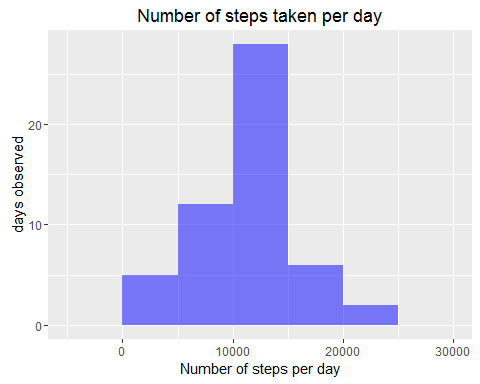 Number of steps taken per day
days observed
20
10
0
0 10000 20000 30000
Number of steps per day